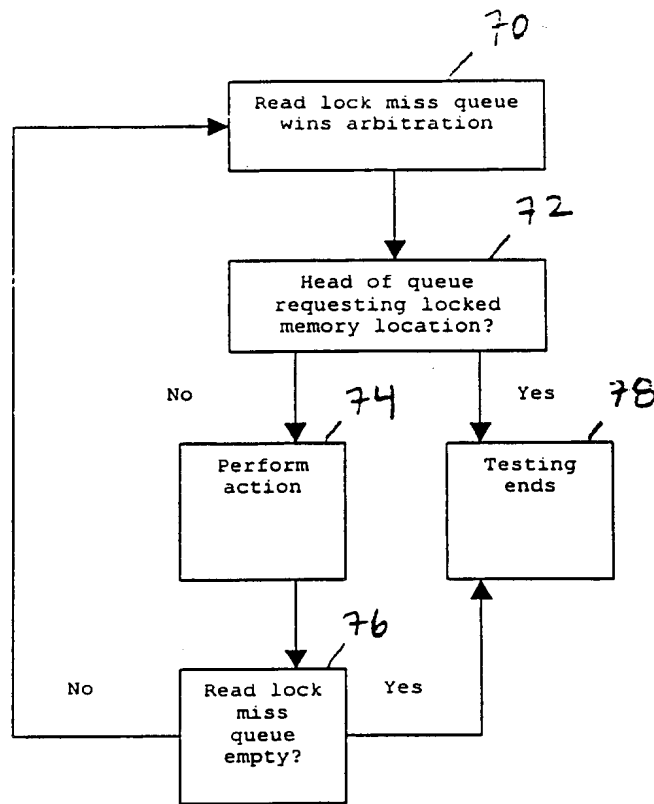 70
Read lock miss queue
wins arbitration
72
Head of queue
requesting locked
memory location?
No
Yes
74
78
Perform
action
Testing
ends
76
No
Yes
Read lock
miss
queue
empty?